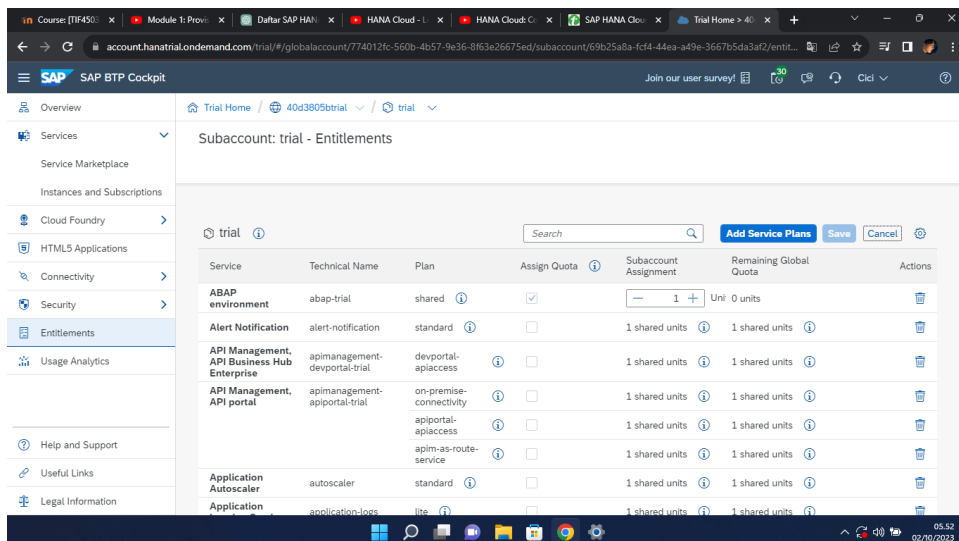 Course: [TIF4503
Module 1: Provis
Daftar SAP HAN
HANA Cloud - L
HANA Cloud: Co
SAP HANA Clou
Trial Home > 40
account.hanatrial.ondemand.com/trial/#/globalaccount/774012fc-560b-4b57-9e36-8f63e26675ed/subaccount/69b25a8a-fcf4-44ea-a49e-3667b5da3af2/entit...
SAP SAP BTP Cockpit
Join our user survey! 30 Cici
Overview
Services
Service Marketplace
Instances and Subscriptions
Cloud Foundry
HTML5 Applications
Connectivity
Security
Entitlements
Usage Analytics
Help and Support
Useful Links
Legal Information
Trial Home / 40d3805btrial / trial
Subaccount: trial - Entitlements
trial Search Add Service Plans Save Cancel
Service Technical Name Plan Assign Quota Subaccount Assignment Remaining Global Quota Actions
ABAP environment abap-trial shared 1 Uni 0 units
Alert Notification alert-notification standard 1 shared units 1 shared units
API Management, API Business Hub Enterprise apimanagement-devportal-trial devportal-apiaccess 1 shared units 1 shared units
API Management, API portal apimanagement-apiportal-trial on-premise-connectivity 1 shared units 1 shared units
apiportal-apiaccess 1 shared units 1 shared units
apim-as-route-service 1 shared units 1 shared units
Application Autoscaler autoscaler standard 1 shared units 1 shared units
Application application-logs lite 1 shared units 1 shared units
05.52
02/10/2023